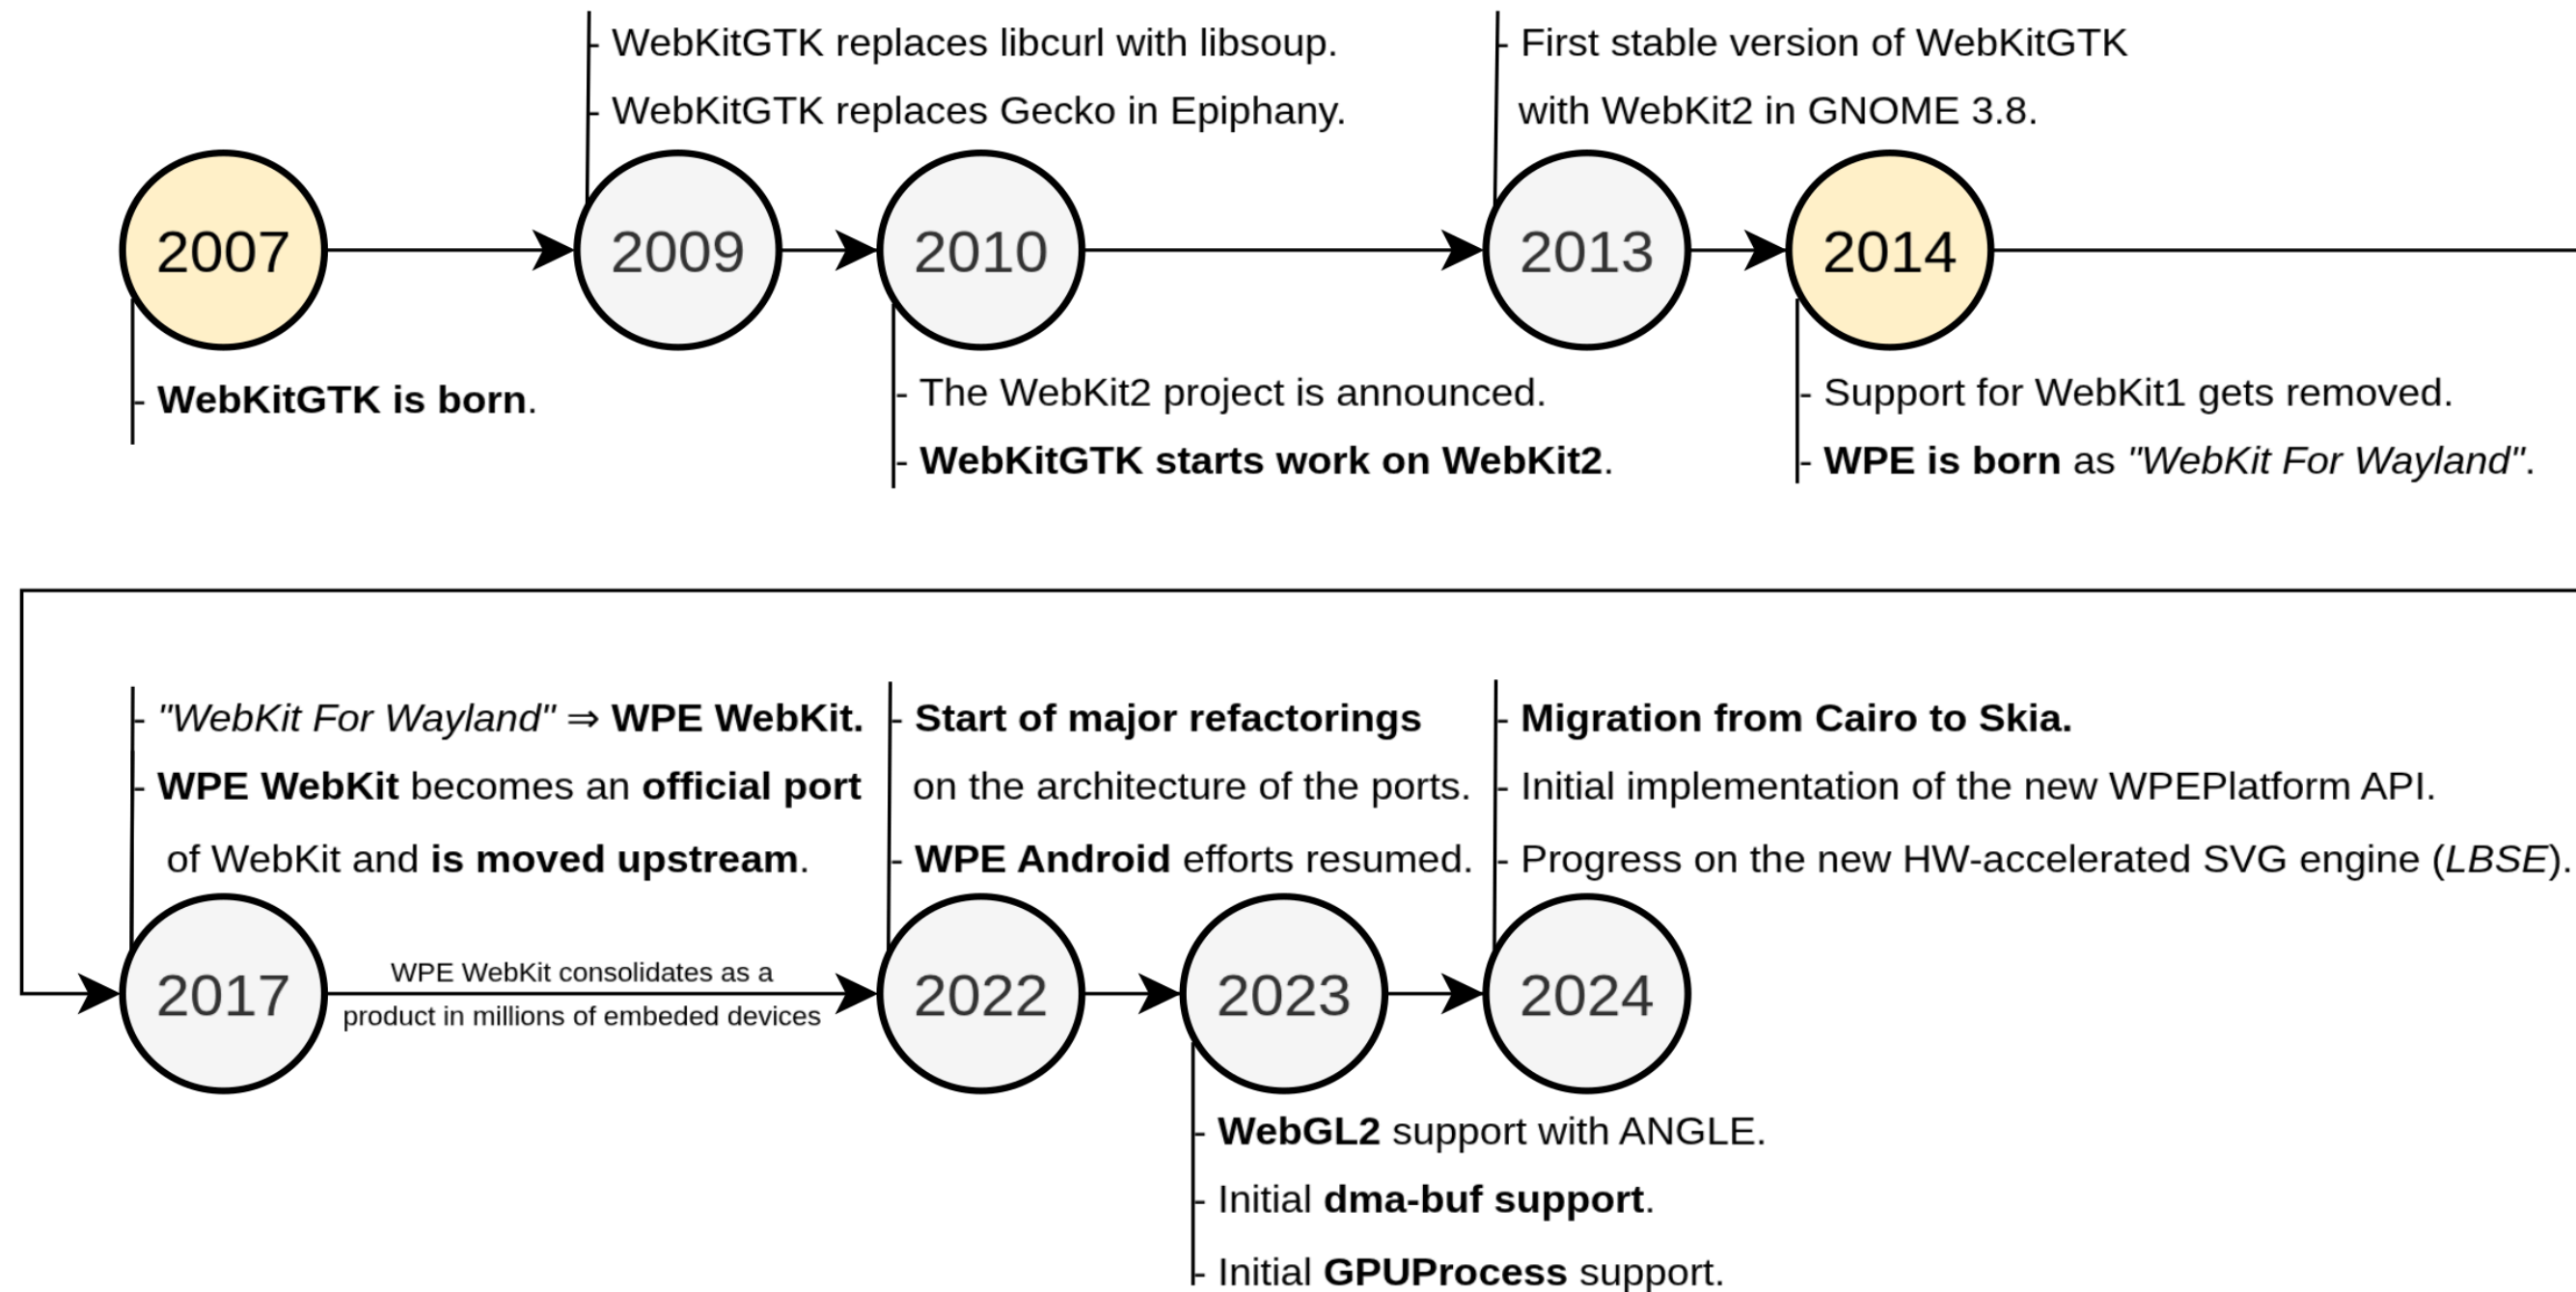 - WebKitGTK replaces libcurl with libsoup.
- WebKitGTK replaces Gecko in Epiphany.
- First stable version of WebKitGTK
with WebKit2 in GNOME 3.8.
2007
2009
2010
2013
2014
- WebKitGTK is born.
- The WebKit2 project is announced.
- WebKitGTK starts work on WebKit2.
- Support for WebKit1 gets removed.
- WPE is born as "WebKit For Wayland".
- "WebKit For Wayland" ⇒ WPE WebKit.
- WPE WebKit becomes an official port
of WebKit and is moved upstream.
- Start of major refactorings
on the architecture of the ports.
- WPE Android efforts resumed.
- Migration from Cairo to Skia.
- Initial implementation of the new WPEPlatform API.
- Progress on the new HW-accelerated SVG engine (LBSE).
2017
WPE WebKit consolidates as a
product in millions of embeded devices
2022
2023
2024
- WebGL2 support with ANGLE.
- Initial dma-buf support.
- Initial GPUProcess support.